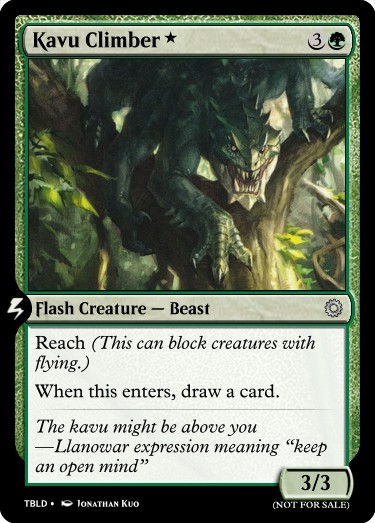 Kavu Climber★ 3
Flash Creature — Beast
Reach (This can block creatures with
flying.)
When this enters, draw a card.
The kavu might be above you
—Llanowar expression meaning “keep
an open mind”
3/3
TBLD • Jonathan Kuo
(NOT FOR SALE)